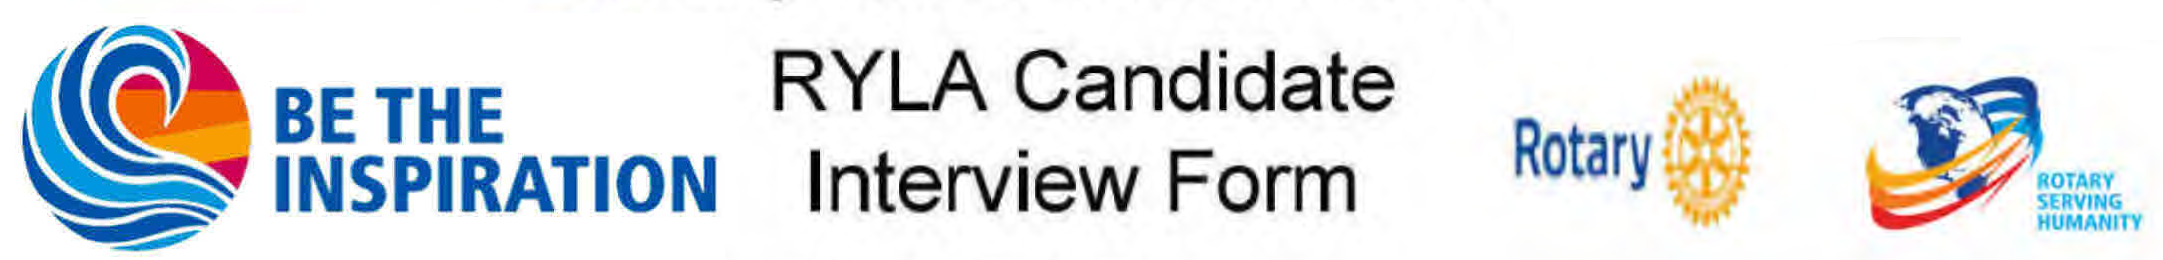 BE THE
INSPIRATION
RYLA Candidate
Interview Form
Rotary
ROTARY
SERVING
HUMANITY